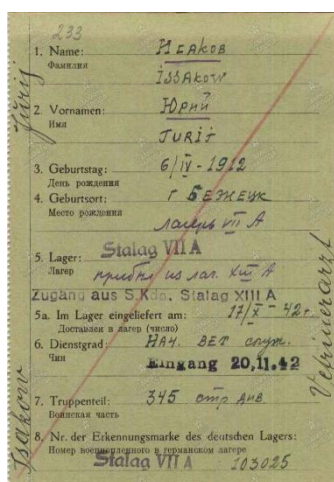 233
1. Name: Исаков
Фамилия
Issakow
2. Vornamen: Юрий
Имя
Jurij
3. Geburtstag: 6/IV - 1912
День рождения
4. Geburtsort: г Бежецк
Место рождения
лагерь VII A
5. Lager: Stalag VII A
Лагерь
прибыл из лаг. XIII A
Zugang aus S.Kdo. Stalag XIII A
5a. Im Lager eingeliefert am: 17/X - 42г.
Доставлен в лагерь (число)
6. Dienstgrad: Нач. вет служ.
Чин
Eingang 20.11.42
7. Truppenteil: 345 стр див
Воинская часть
8. Nr. der Erkennungsmarke des deutschen Lagers:
Номер военнопленного в германском лагере
Stalag VII A 103025
Jurij
Isakow
Veterinärarzt